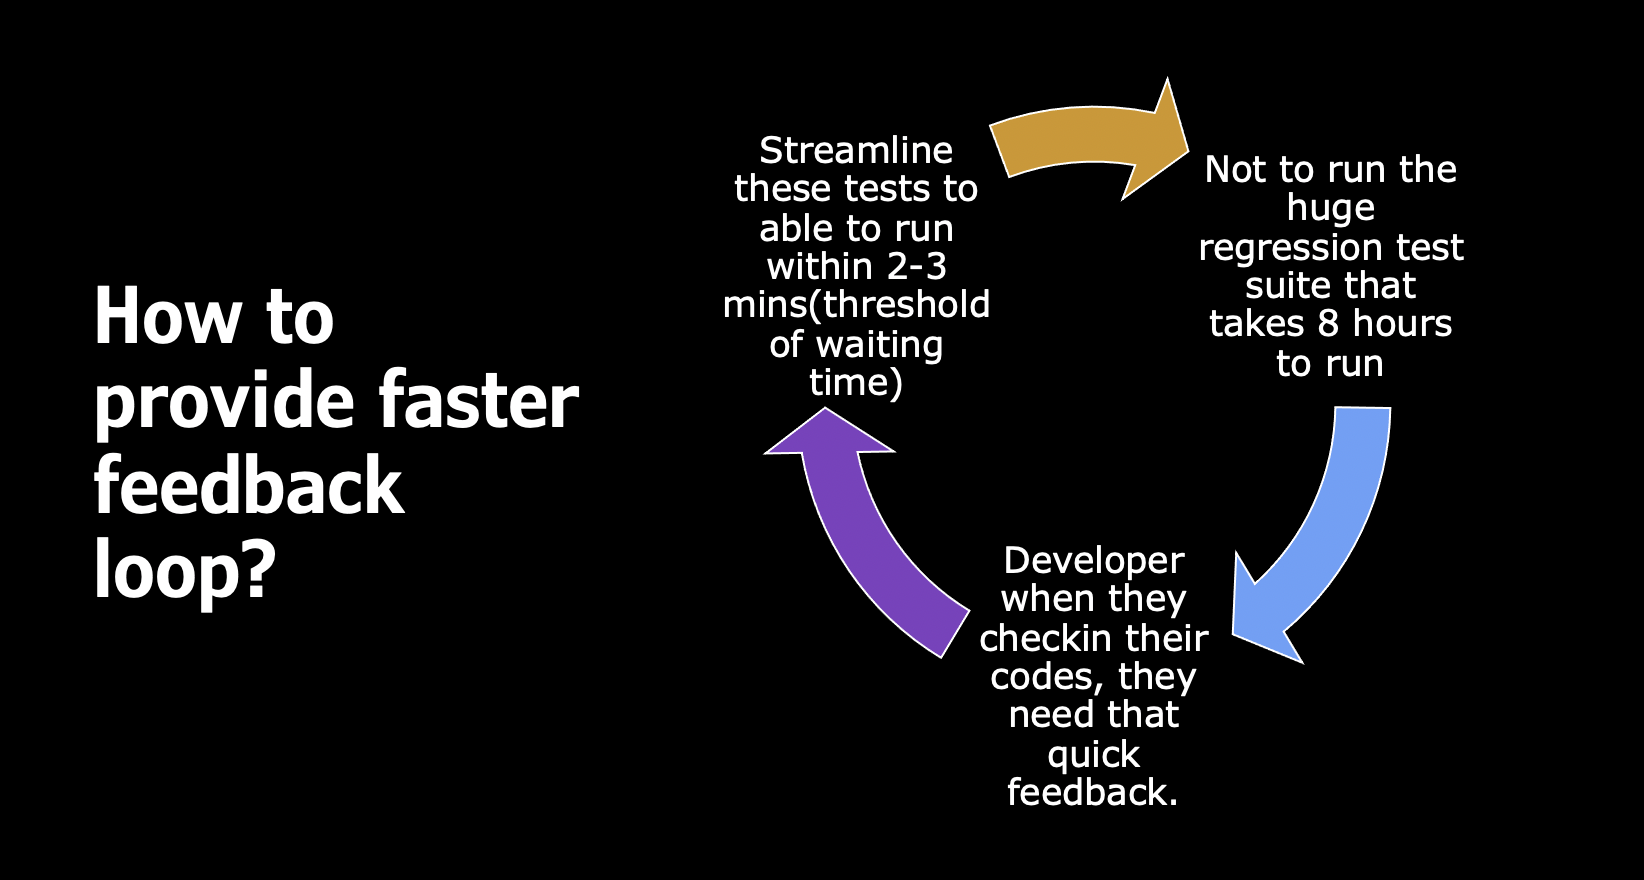 How to
provide faster
feedback
loop?
Streamline
these tests to
able to run
within 2-3
mins(threshold
of waiting
time)
Not to run the
huge
regression test
suite that
takes 8 hours
to run
Developer
when they
checkin their
codes, they
need that
quick
feedback.